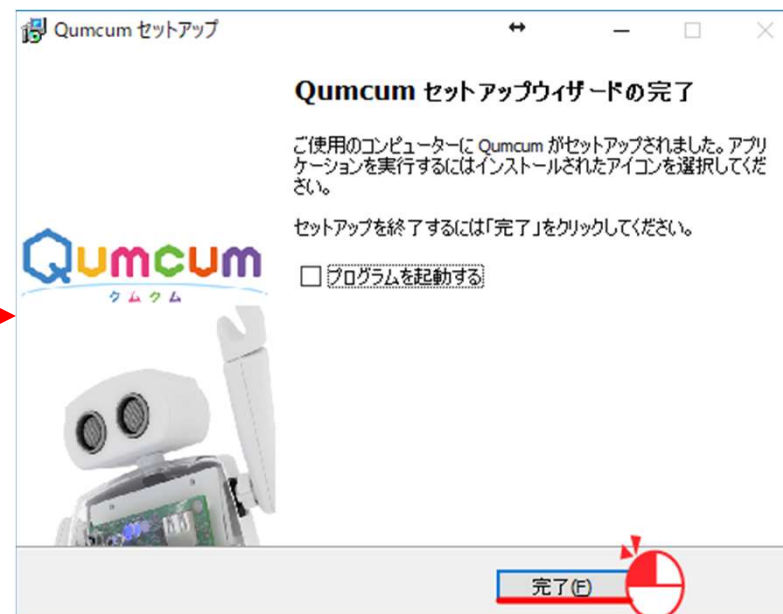 Qumcum セットアップ
Qumcum セットアップウィザードの完了
ご使用のコンピューターに Qumcum がセットアップされました。アプリ
ケーションを実行するにはインストールされたアイコンを選択してくだ
さい。
セットアップを終了するには「完了」をクリックしてください。
Qumcum
クムクム
プログラムを起動する
完了(F)